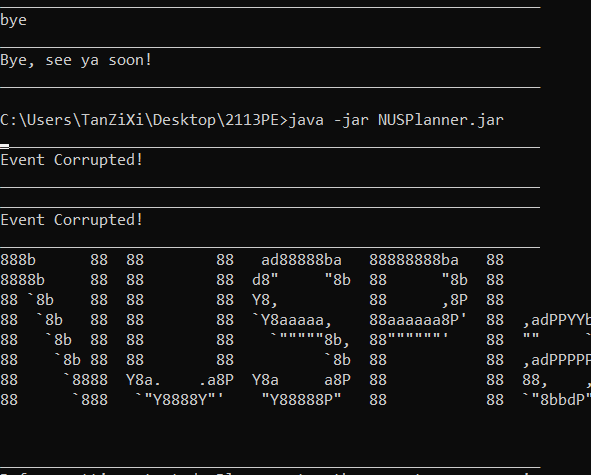 bye
Bye, see ya soon!
C:\Users\TanZiXi\Desktop\2113PE>java -jar NUSPlanner.jar
Event Corrupted!
Event Corrupted!
888b      88  88        88   ad88888ba   88888888ba   88
8888b     88  88        88  d8"     "8b  88      "8b  88
88 `8b    88  88        88  Y8,          88      ,8P  88
88  `8b   88  88        88  `Y8aaaaa,    88aaaaaa8P'  88  ,adPPYYb
88   `8b  88  88        88    `"""""8b,  88""""""'    88  ""     `
88    `8b 88  88        88          `8b  88           88  ,adPPPPP
88     `8888  Y8a.    .a8P  Y8a     a8P  88           88  88,    ,
88      `888   `"Y8888Y"'    "Y88888P"   88           88  `"8bbdP"